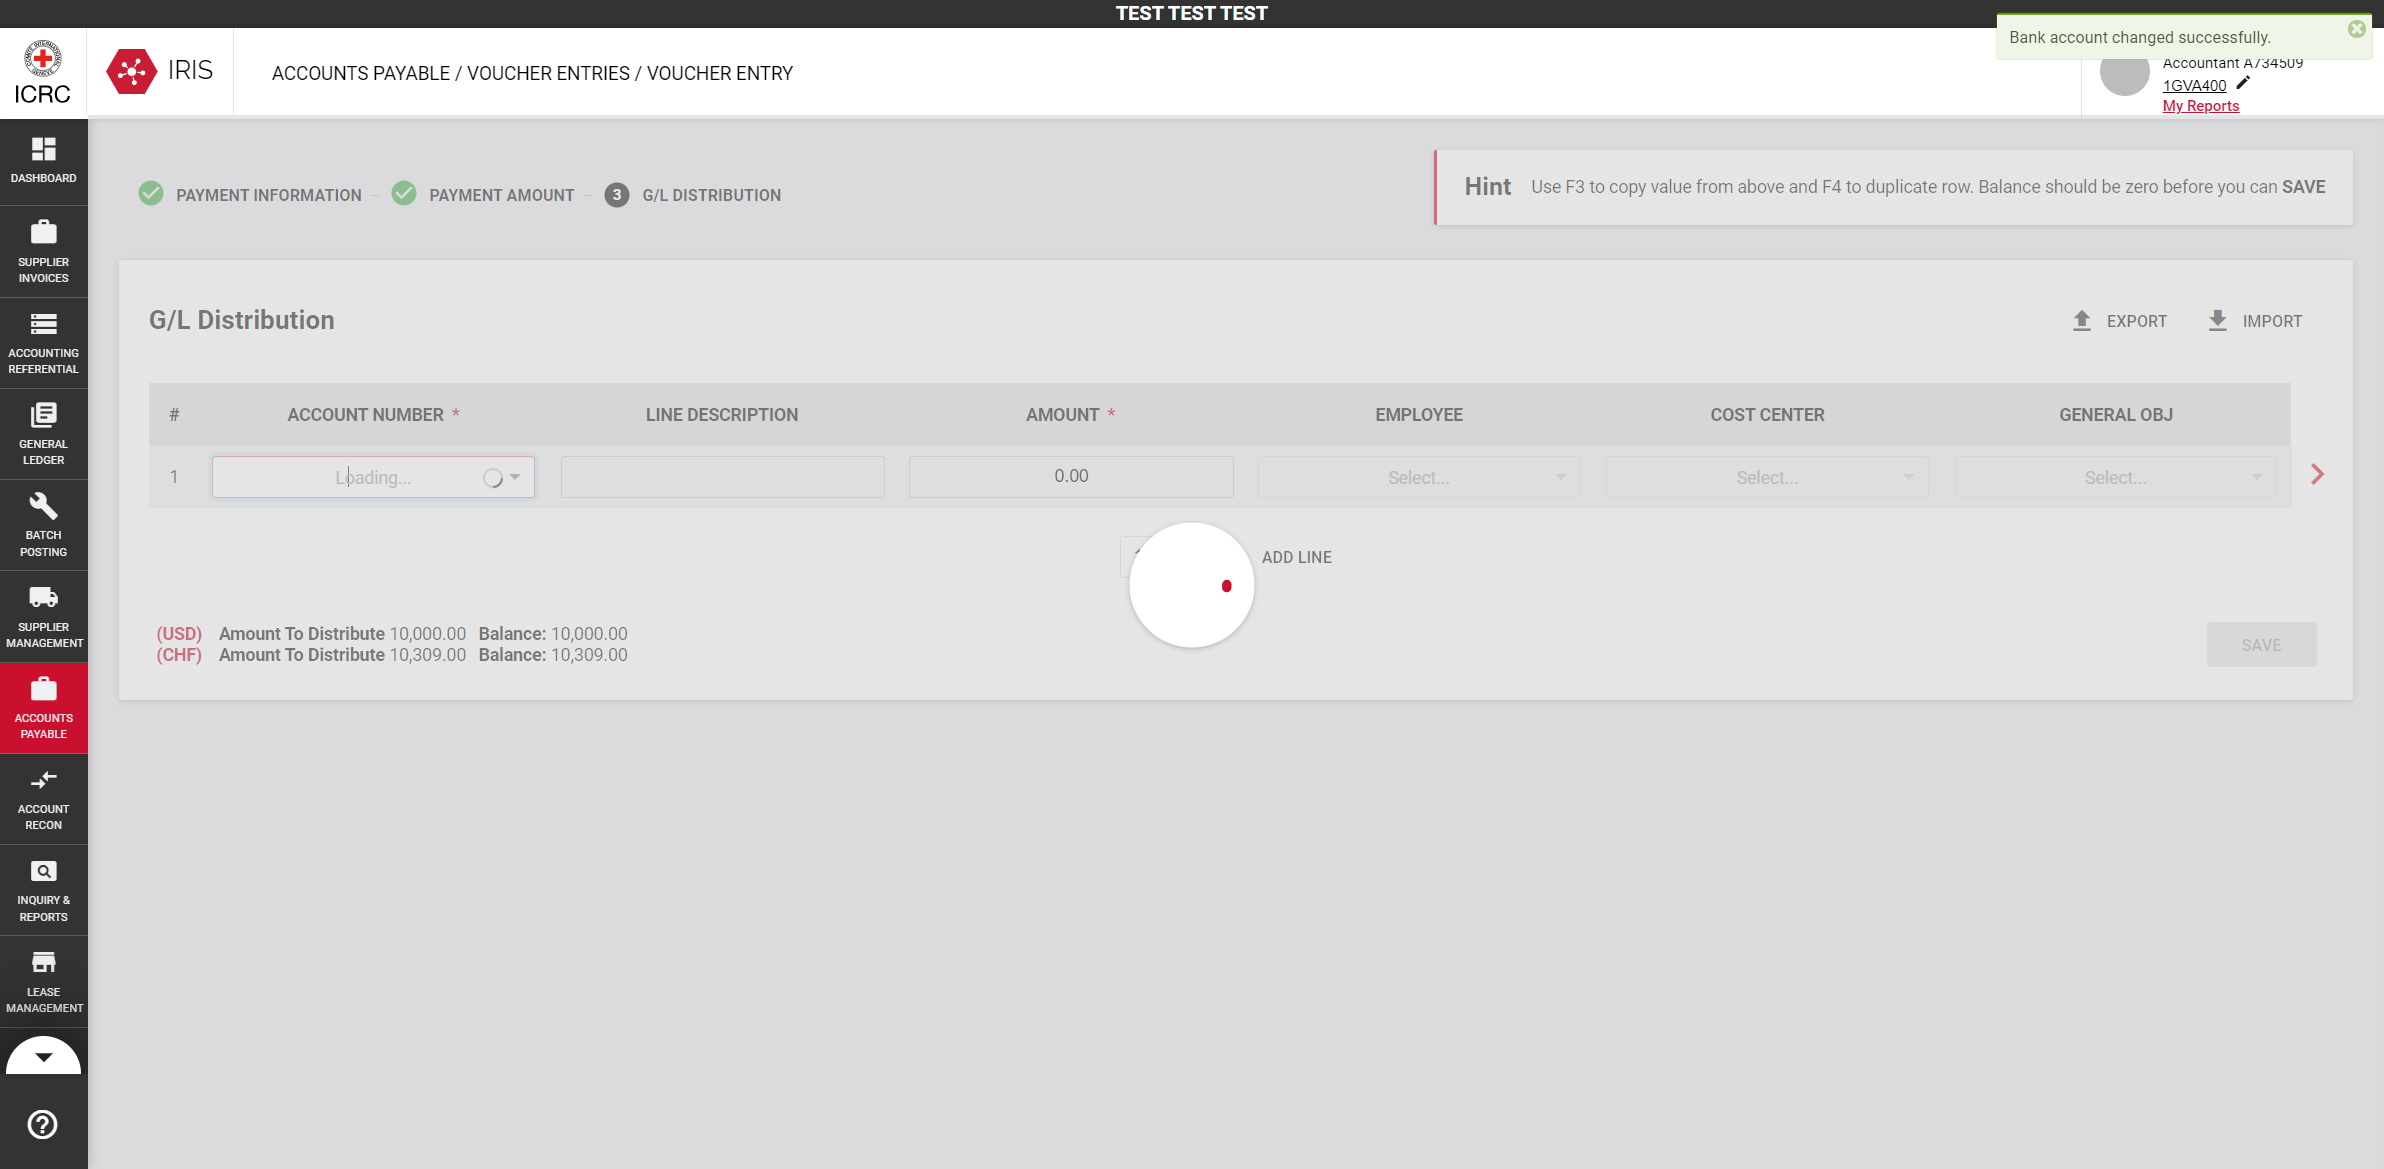 TEST TEST TEST
Bank account changed successfully.
ICRC
IRIS
ACCOUNTS PAYABLE / VOUCHER ENTRIES / VOUCHER ENTRY
Accountant A734509
1GVA400
My Reports
DASHBOARD
SUPPLIER
INVOICES
ACCOUNTING
REFERENTIAL
GENERAL
LEDGER
BATCH
POSTING
SUPPLIER
MANAGEMENT
ACCOUNTS
PAYABLE
ACCOUNT
RECON
INQUIRY &
REPORTS
LEASE
MANAGEMENT
PAYMENT INFORMATION
PAYMENT AMOUNT
3 G/L DISTRIBUTION
Hint Use F3 to copy value from above and F4 to duplicate row. Balance should be zero before you can SAVE
G/L Distribution
EXPORT
IMPORT
# ACCOUNT NUMBER * LINE DESCRIPTION AMOUNT * EMPLOYEE COST CENTER GENERAL OBJ
1 Loading... 0.00 Select... Select... Select...
ADD LINE
(USD) Amount To Distribute 10,000.00 Balance: 10,000.00
(CHF) Amount To Distribute 10,309.00 Balance: 10,309.00
SAVE